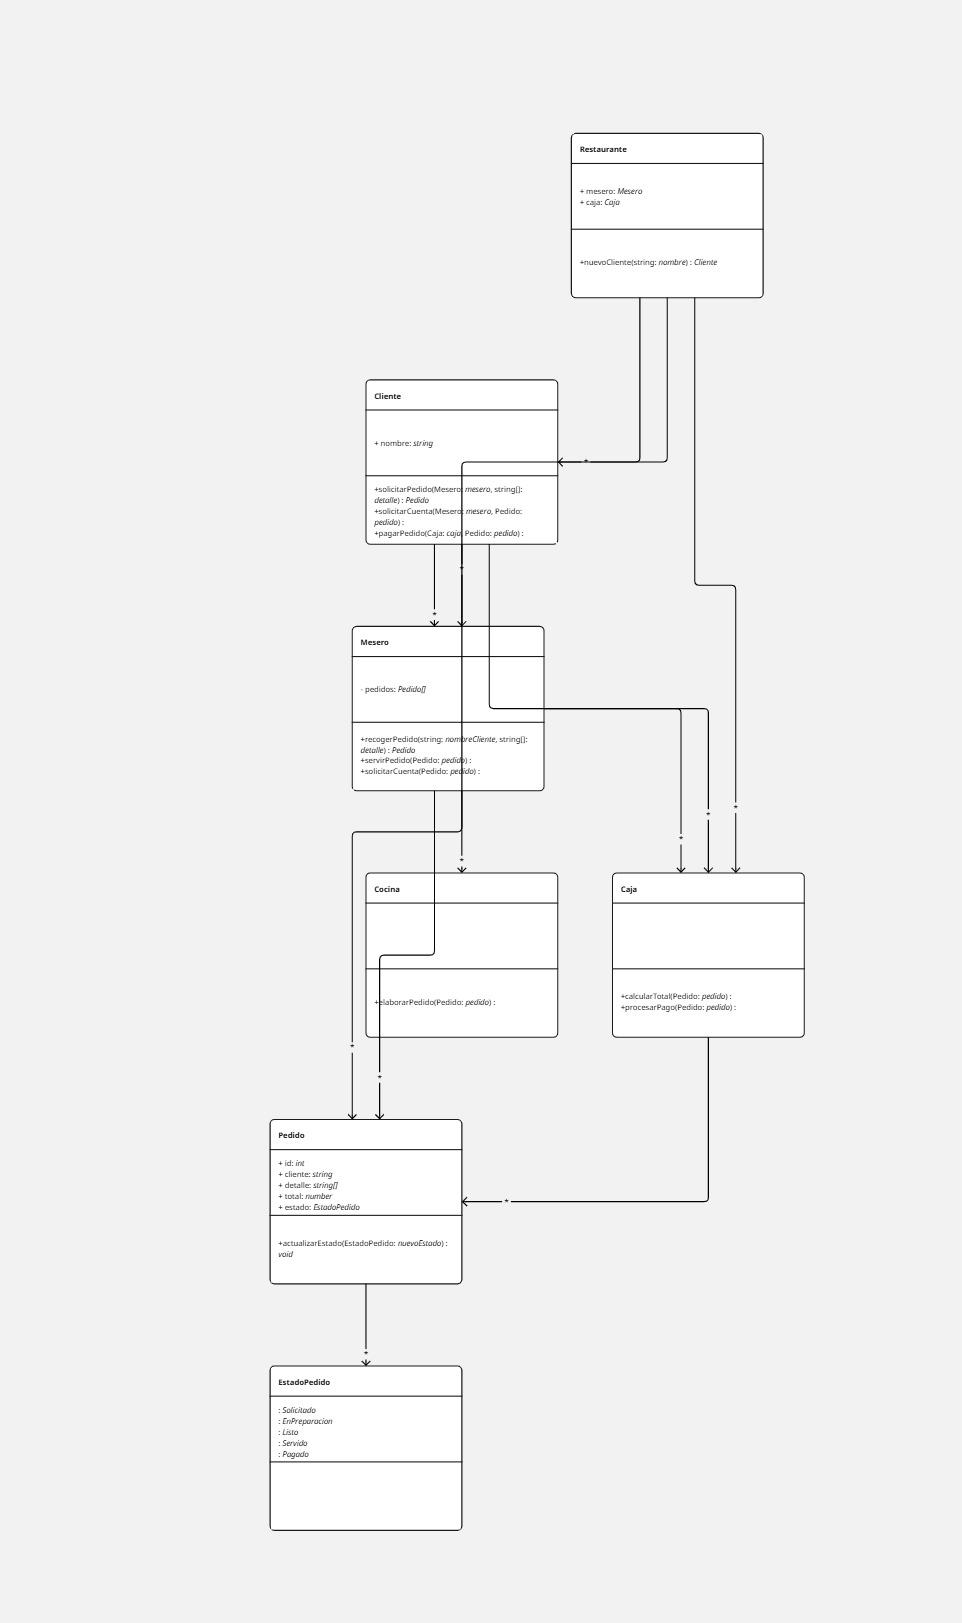 Restaurante
+ mesero: Mesero
+ caja: Caja
+nuevoCliente(string: nombre) : Cliente
Cliente
+ nombre: string
*
+solicitarPedido(Mesero: mesero, string[]:
detalle) : Pedido
+solicitarCuenta(Mesero: mesero, Pedido:
pedido) :
+pagarPedido(Caja: caja, Pedido: pedido) :
*
*
Mesero
- pedidos: Pedido[]
+recogerPedido(string: nombreCliente, string[]:
detalle) : Pedido
+servirPedido(Pedido: pedido) :
+solicitarCuenta(Pedido: pedido) :
*
*
*
*
Cocina
+elaborarPedido(Pedido: pedido) :
Caja
+calcularTotal(Pedido: pedido) :
+procesarPago(Pedido: pedido) :
*
*
Pedido
+ id: int
+ cliente: string
+ detalle: string[]
+ total: number
+ estado: EstadoPedido
*
+actualizarEstado(EstadoPedido: nuevoEstado) :
void
*
EstadoPedido
: Solicitado
: EnPreparacion
: Listo
: Servido
: Pagado